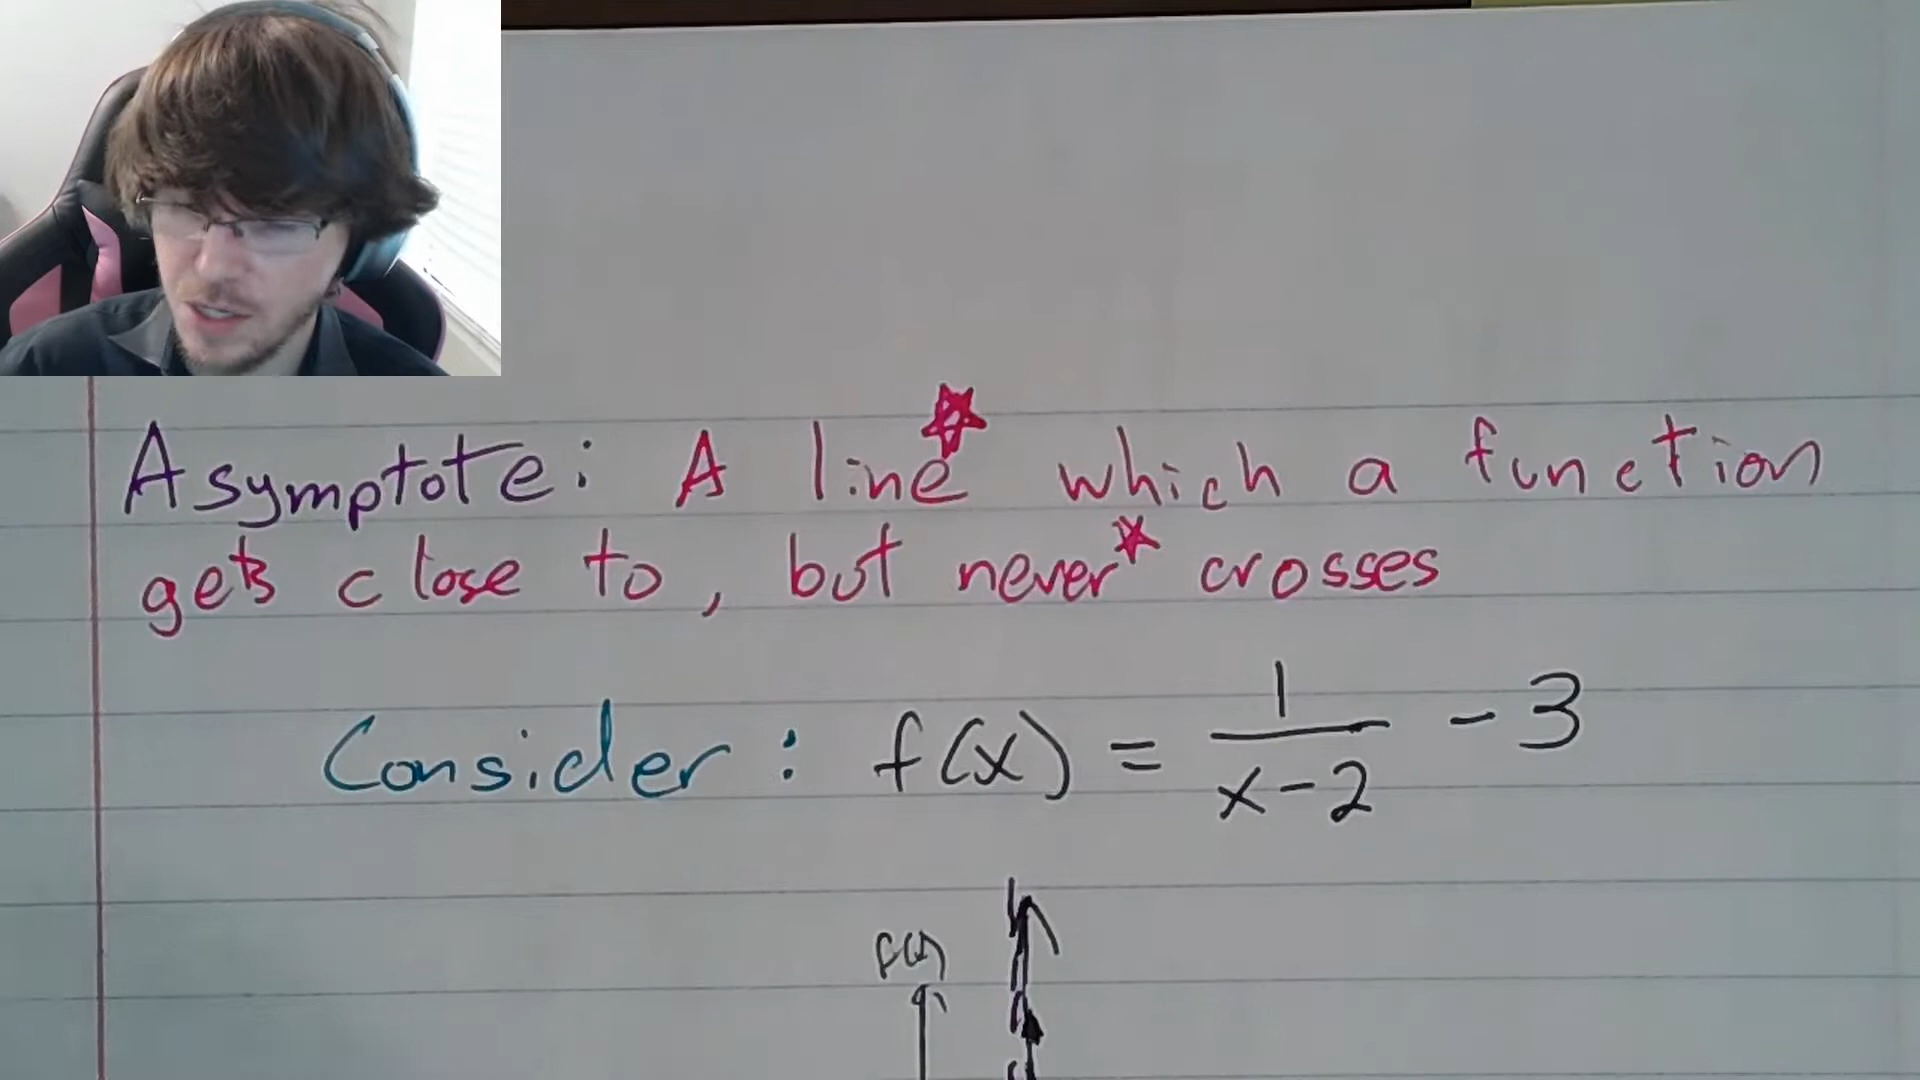 Asymptote: A line* which a function
gets close to, but never* crosses
Consider: f(x) = 1/(x-2) - 3
f(x)